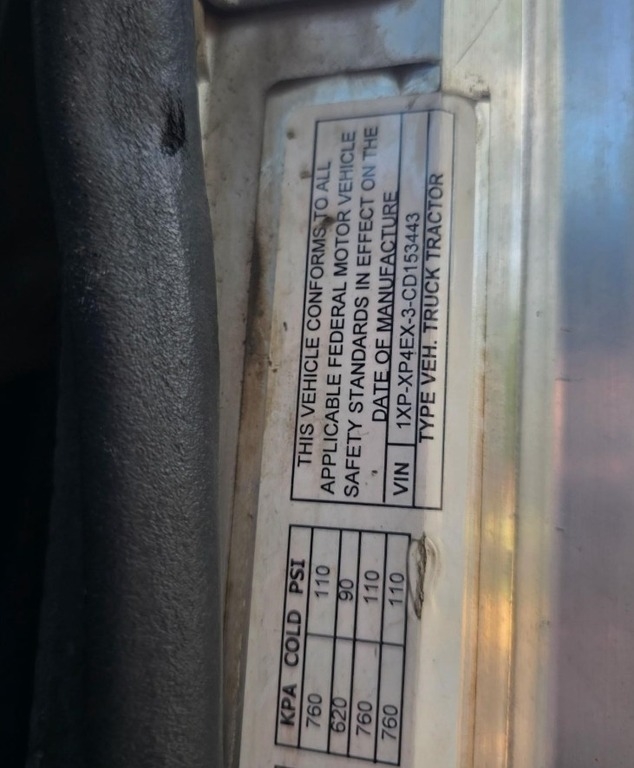 THIS VEHICLE CONFORMS TO ALL
APPLICABLE FEDERAL MOTOR VEHICLE
SAFETY STANDARDS IN EFFECT ON THE
DATE OF MANUFACTURE
VIN 1XP-XP4EX-3-CD153443
TYPE VEH. TRUCK TRACTOR
KPA COLD PSI
760 110
620 90
760 110
760 110